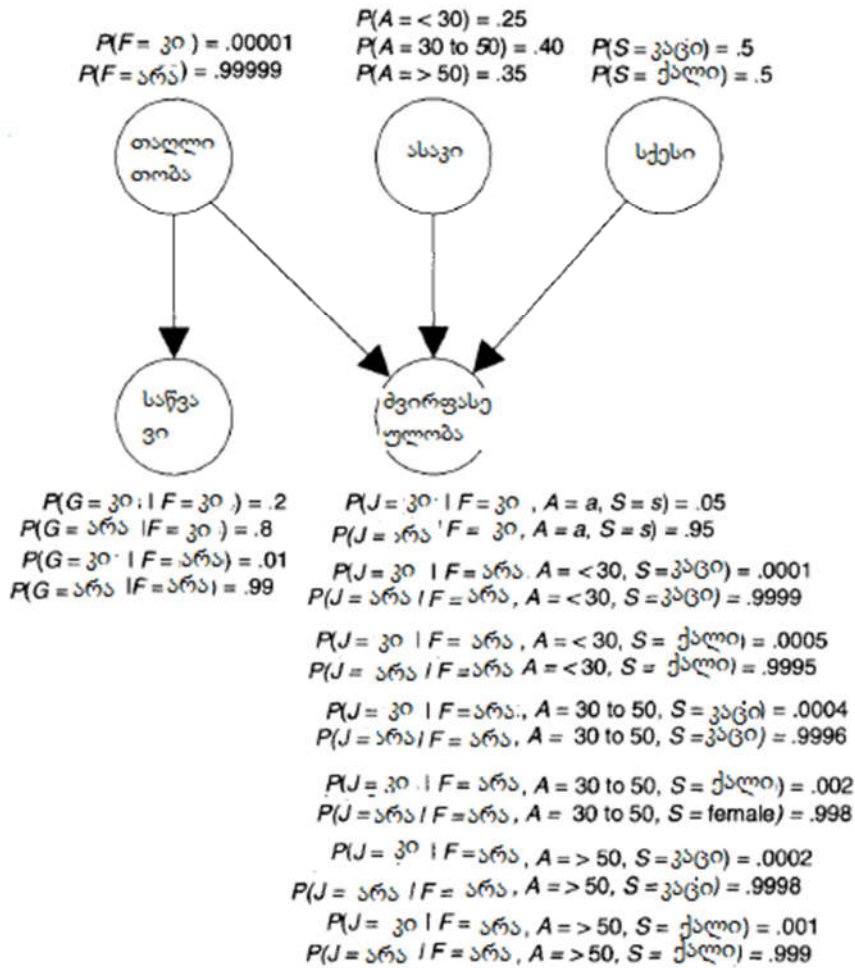 P(F = კი ) = .00001
P(F = არა) = .99999
P(A = < 30) = .25
P(A = 30 to 50) = .40
P(A = > 50) = .35
P(S = კაცი) = .5
P(S = ქალი) = .5
თაღლი
თობა
ასაკი
სქესი
საწვა
ვი
ძვირფასე
ულობა
P(G = კი | F = კი ) = .2
P(G = არა | F = კი ) = .8
P(G = კი | F = არა) = .01
P(G = არა | F = არა) = .99
P(J = კი | F = კი , A = a, S = s) = .05
P(J = არა | F = კი, A = a, S = s) = .95
P(J = კი | F = არა, A = < 30, S = კაცი) = .0001
P(J = არა | F = არა, A = < 30, S = კაცი) = .9999
P(J = კი | F = არა , A = < 30, S = ქალი) = .0005
P(J = არა | F = არა A = < 30, S = ქალი) = .9995
P(J = კი | F = არა, A = 30 to 50, S = კაცი) = .0004
P(J = არა | F = არა, A = 30 to 50, S = კაცი) = .9996
P(J = კი | F = არა, A = 30 to 50, S = ქალი) = .002
P(J = არა | F = არა, A = 30 to 50, S = female) = .998
P(J = კი | F = არა, A = > 50, S = კაცი) = .0002
P(J = არა | F = არა, A = > 50, S = კაცი) = .9998
P(J = კი | F = არა, A = > 50, S = ქალი) = .001
P(J = არა | F = არა, A = > 50, S = ქალი) = .999